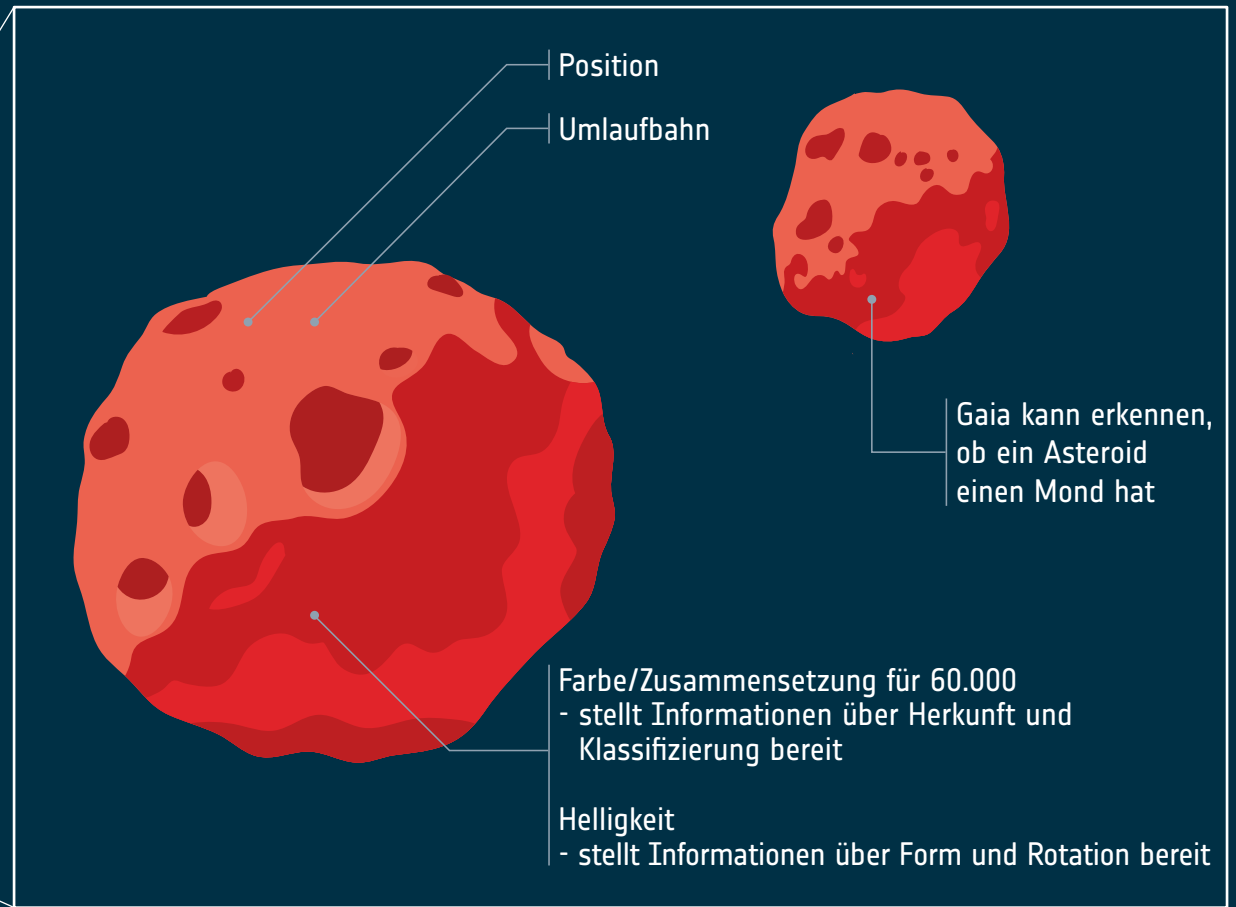 Position
Umlaufbahn
Gaia kann erkennen,
ob ein Asteroid
einen Mond hat
Farbe/Zusammensetzung für 60.000
- stellt Informationen über Herkunft und
Klassifizierung bereit
Helligkeit
- stellt Informationen über Form und Rotation bereit